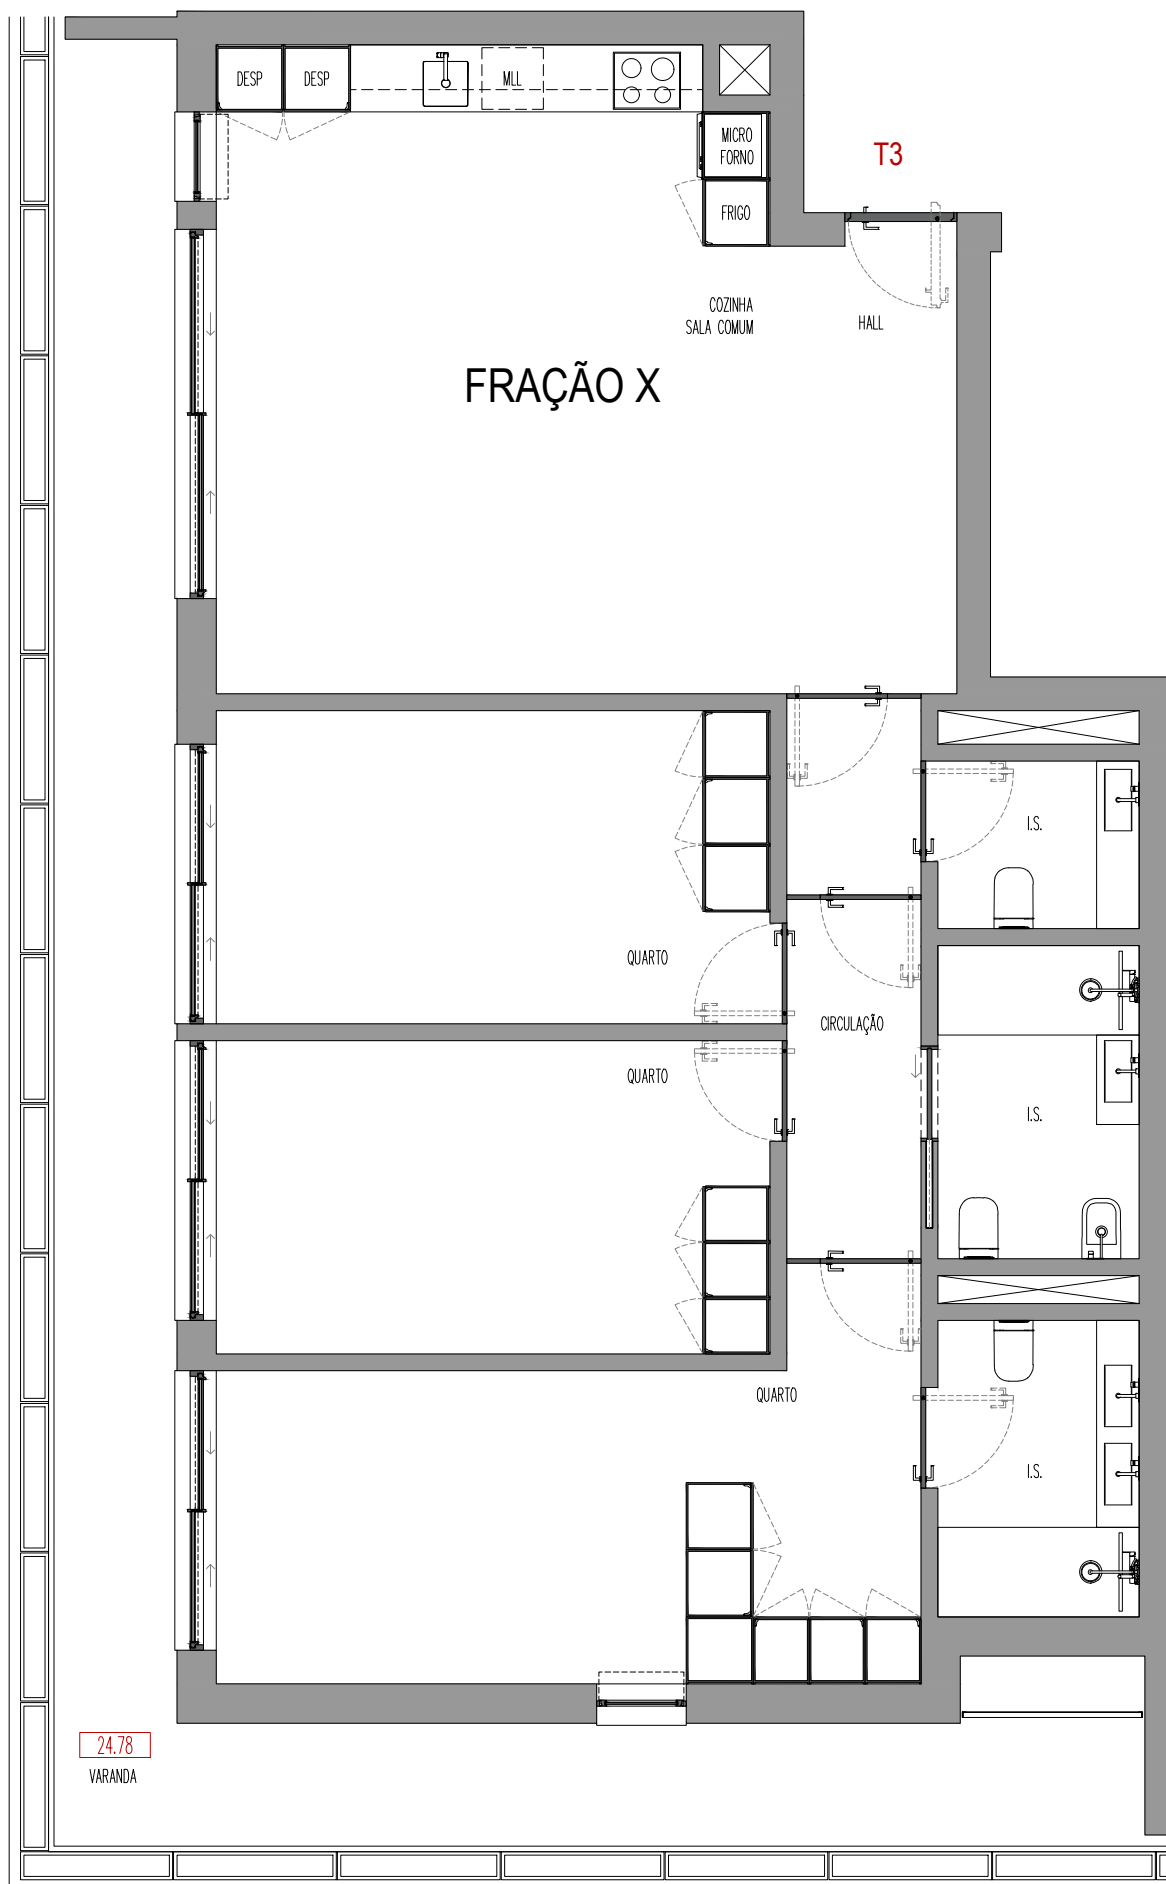 DESP
DESP
MLL
MICRO
FORNO
FRIGO
T3
COZINHA
SALA COMUM
HALL
FRAÇÃO X
I.S.
QUARTO
CIRCULAÇÃO
QUARTO
I.S.
QUARTO
I.S.
24.78
VARANDA